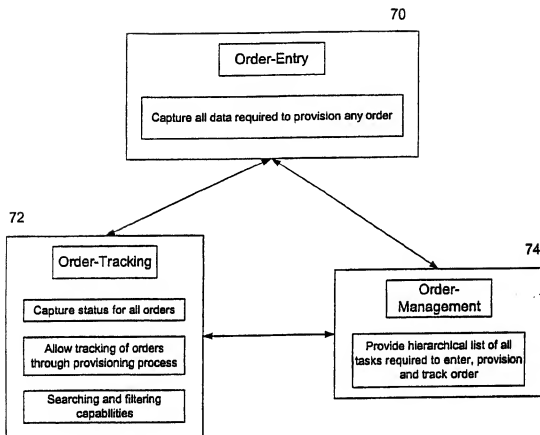 70
Order-Entry
Capture all data required to provision any order
72
Order-Tracking
Capture status for all orders
Allow tracking of orders
through provisioning process
Searching and filtering
capabilities
74
Order-
Management
Provide hierarchical list of all
tasks required to enter, provision
and track order